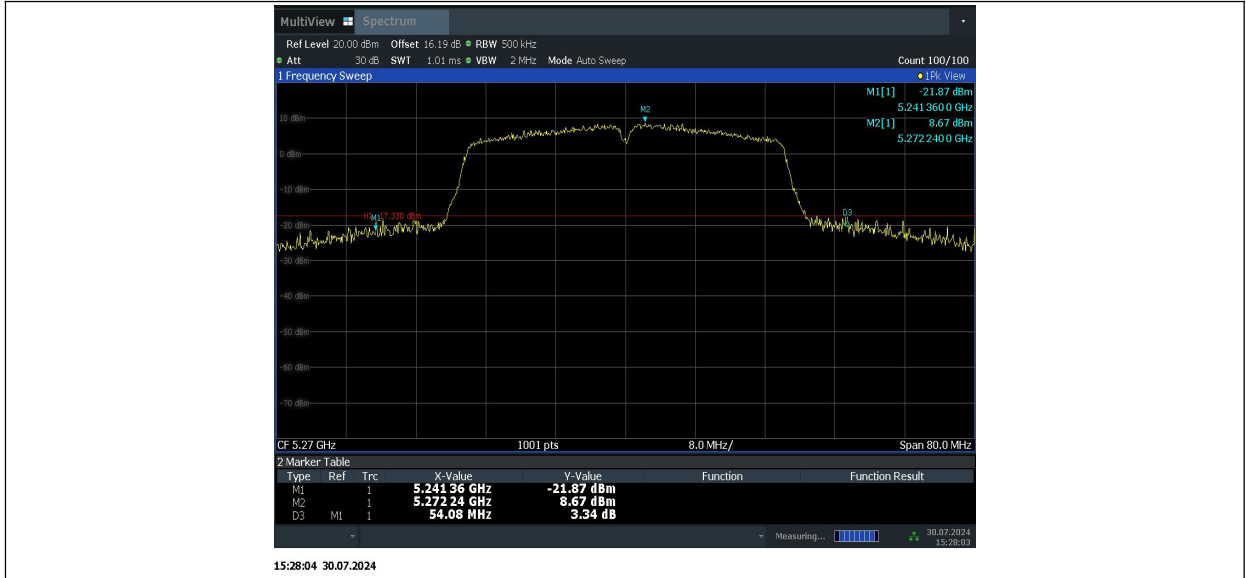 MultiView Spectrum
Ref Level 20.00 dBm Offset 16.19 dB RBW 500 kHz
Att 30 dB SWT 1.01 ms VBW 2 MHz Mode Auto Sweep Count 100/100
1 Frequency Sweep 1Pk View
M1[1] -21.87 dBm
5.2413600 GHz
M2
10 dBm
M2[1] 8.67 dBm
5.2722400 GHz
0 dBm
-10 dBm
M1 17.330 dBm
D3
-20 dBm
-30 dBm
-40 dBm
-50 dBm
-60 dBm
-70 dBm
CF 5.27 GHz 1001 pts 8.0 MHz/ Span 80.0 MHz
2 Marker Table
Type Ref Trc X-Value Y-Value Function Function Result
M1 1 5.241 36 GHz -21.87 dBm
M2 1 5.272 24 GHz 8.67 dBm
D3 M1 1 54.08 MHz 3.34 dB
Measuring... 30.07.2024
15:28:03
15:28:04 30.07.2024